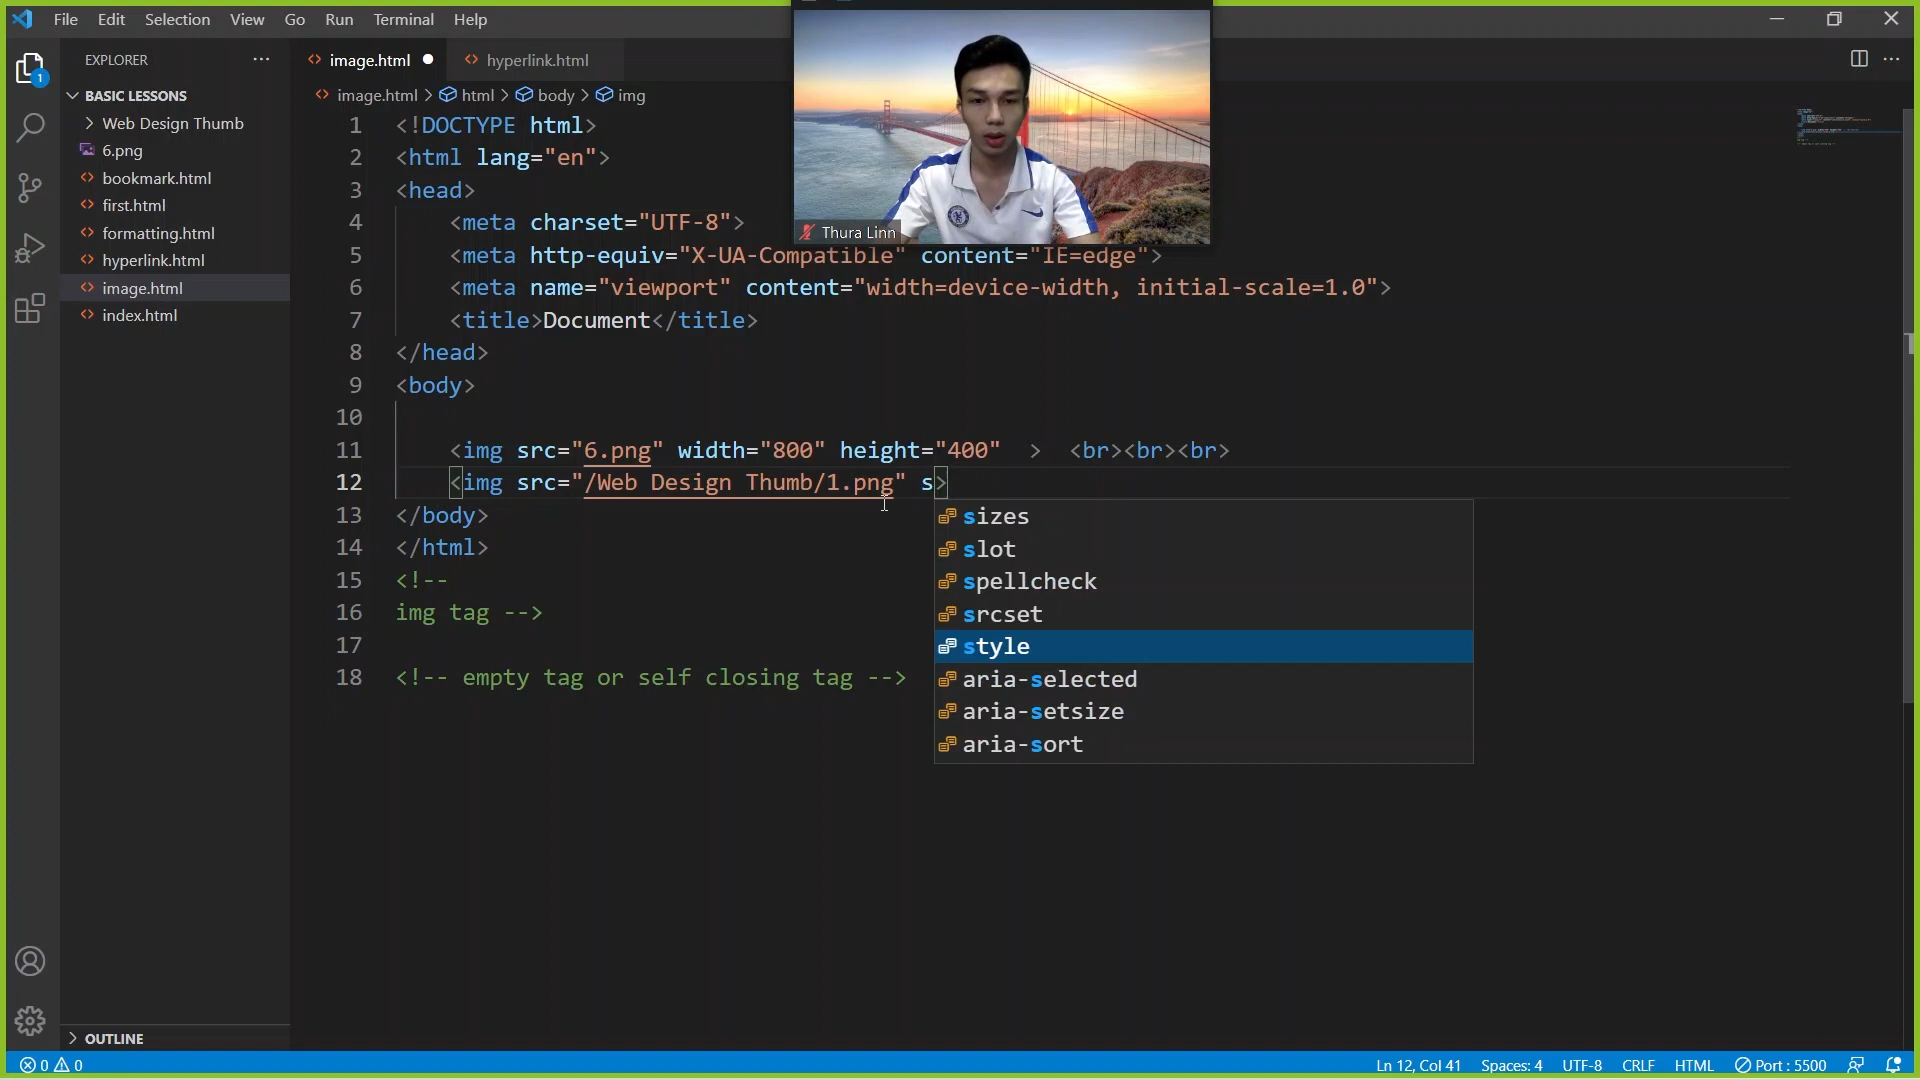 File Edit Selection View Go Run Terminal Help
EXPLORER ···
1
BASIC LESSONS
Web Design Thumb
6.png
bookmark.html
first.html
formatting.html
hyperlink.html
image.html
index.html
OUTLINE
image.html hyperlink.html
image.html > html > body > img
1 <!DOCTYPE html>
2 <html lang="en">
3 <head>
4 <meta charset="UTF-8">
5 <meta http-equiv="X-UA-Compatible" content="IE=edge">
6 <meta name="viewport" content="width=device-width, initial-scale=1.0">
7 <title>Document</title>
8 </head>
9 <body>
10
11 <img src="6.png" width="800" height="400" > <br><br><br>
12 <img src="/Web Design Thumb/1.png" s>
13 </body>
14 </html>
15 <!--
16 img tag -->
17
18 <!-- empty tag or self closing tag -->
sizes
slot
spellcheck
srcset
style
aria-selected
aria-setsize
aria-sort
Thura Linn
0 0 Ln 12, Col 41 Spaces: 4 UTF-8 CRLF HTML Port : 5500